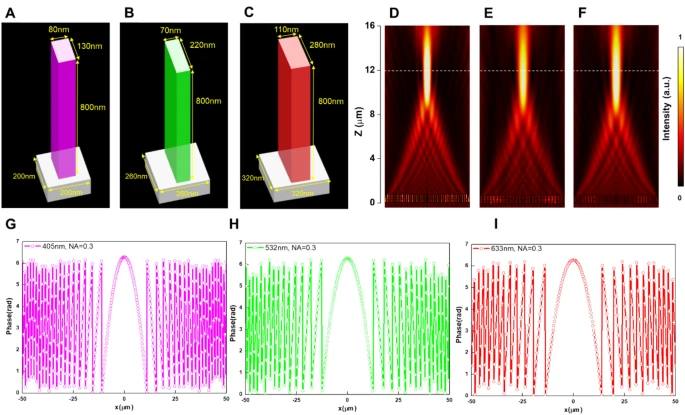 A
80nm
130nm
800nm
200nm
200nm
B
70nm
220nm
800nm
260nm
260nm
C
110nm
280nm
800nm
320nm
320nm
D
E
F
16
12
8
4
0
Z (μm)
1
0
Intensity (a.u.)
G
405nm, NA=0.3
Phase(rad)
7
6
5
4
3
2
1
0
-50
-25
0
25
50
x(μm)
H
532nm, NA=0.3
Phase(rad)
7
6
5
4
3
2
1
0
-50
-25
0
25
50
x(μm)
I
633nm, NA=0.3
Phase(rad)
7
6
5
4
3
2
1
0
-50
-25
0
25
50
x(μm)